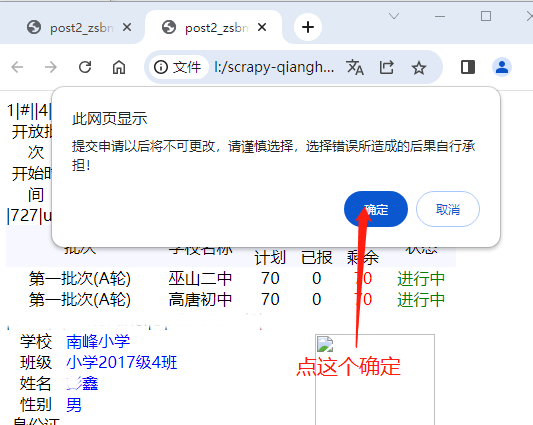 post2_zsbn
post2_zsbn
文件
l:/scrapy-qiangh...
1|#||4|
此网页显示
提交申请以后将不可更改，请谨慎选择，选择错误所造成的后果自行承
担！
确定
取消
开放批
次
开始时
间
|727|u
批次
学校名称
计划
已报
剩余
状态
第一批次(A轮) 巫山二中 70 0 70 进行中
第一批次(A轮) 高唐初中 70 0 70 进行中
学校 南峰小学
班级 小学2017级4班
点这个确定
姓名 鑫
性别 男
身份证